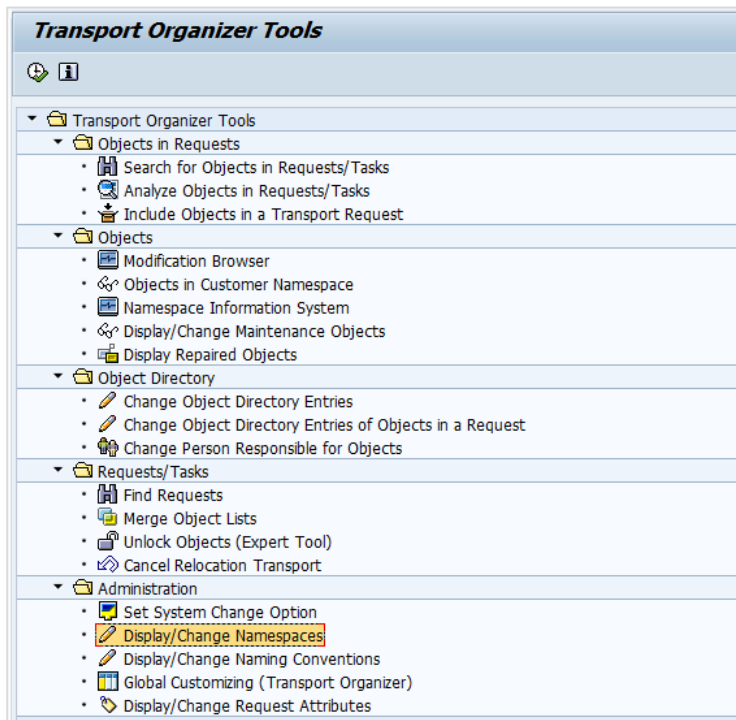 Transport Organizer Tools
Transport Organizer Tools
Objects in Requests
Search for Objects in Requests/Tasks
Analyze Objects in Requests/Tasks
Include Objects in a Transport Request
Objects
Modification Browser
Objects in Customer Namespace
Namespace Information System
Display/Change Maintenance Objects
Display Repaired Objects
Object Directory
Change Object Directory Entries
Change Object Directory Entries of Objects in a Request
Change Person Responsible for Objects
Requests/Tasks
Find Requests
Merge Object Lists
Unlock Objects (Expert Tool)
Cancel Relocation Transport
Administration
Set System Change Option
Display/Change Namespaces
Display/Change Naming Conventions
Global Customizing (Transport Organizer)
Display/Change Request Attributes